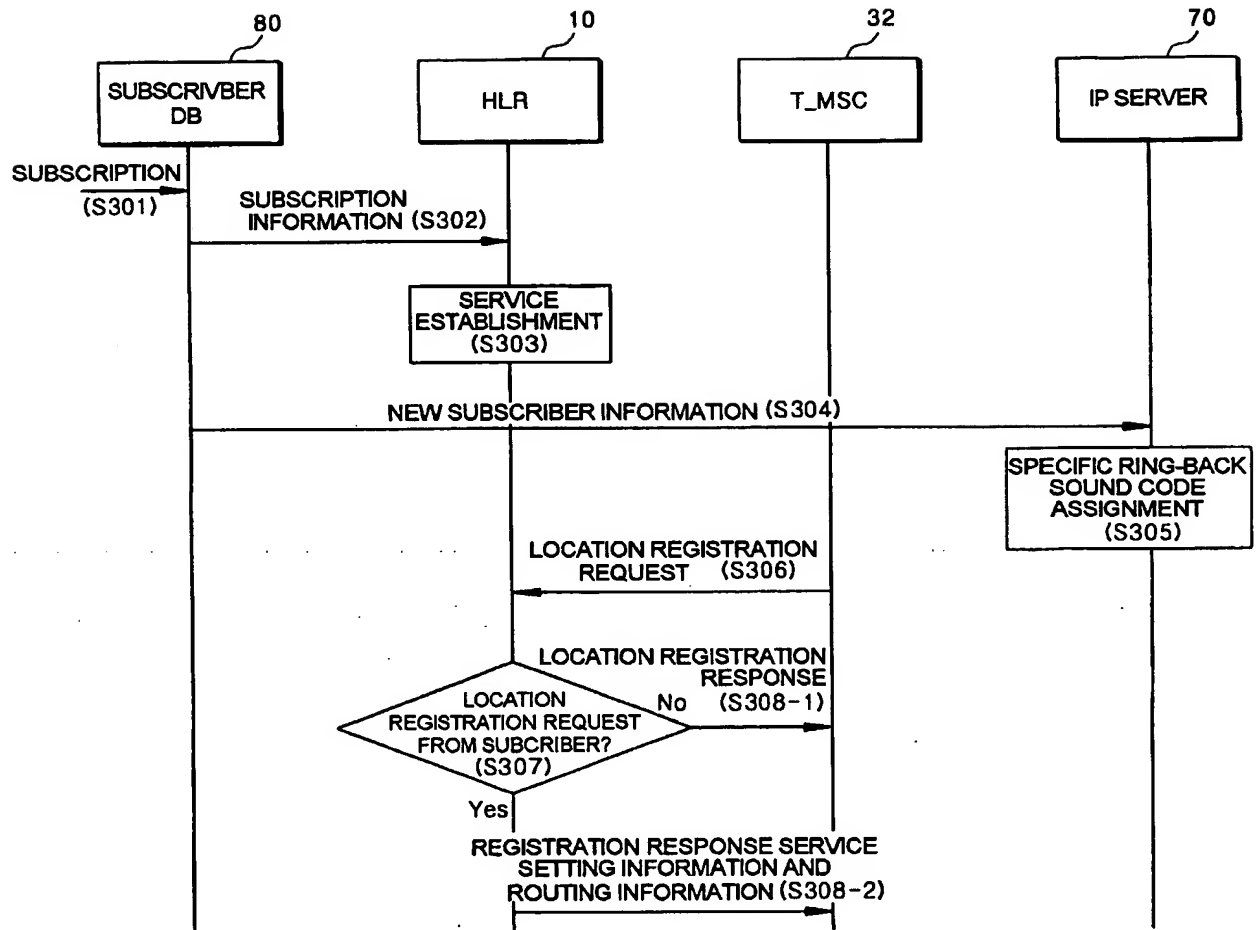 80
10
32
70
SUBSCRIVBER
DB
HLR
T_MSC
IP SERVER
SUBSCRIPTION
(S301)
SUBSCRIPTION
INFORMATION (S302)
SERVICE
ESTABLISHMENT
(S303)
NEW SUBSCRIBER INFORMATION (S304)
SPECIFIC RING-BACK
SOUND CODE
ASSIGNMENT
(S305)
LOCATION REGISTRATION
REQUEST (S306)
LOCATION REGISTRATION
RESPONSE
(S308-1)
No
LOCATION
REGISTRATION REQUEST
FROM SUBCRIBER?
(S307)
Yes
REGISTRATION RESPONSE SERVICE
SETTING INFORMATION AND
ROUTING INFORMATION (S308-2)